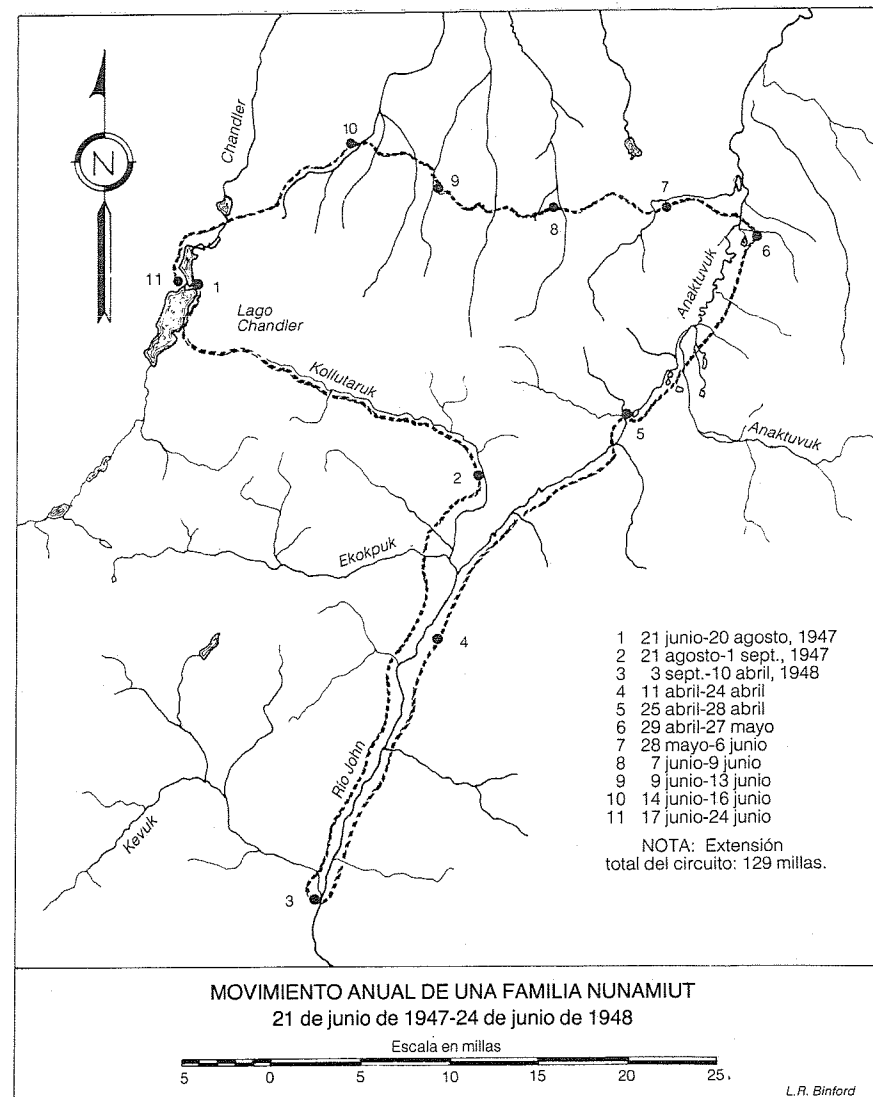 N
Chandler
10
9
7
8
6
11
1
Lago
Chandler
Anaktuvuk
Kollutaruk
5
Anaktuvuk
2
Ekokpuk
4
1 21 junio-20 agosto, 1947
2 21 agosto-1 sept., 1947
3 3 sept.-10 abril, 1948
4 11 abril-24 abril
5 25 abril-28 abril
6 29 abril-27 mayo
7 28 mayo-6 junio
8 7 junio-9 junio
9 9 junio-13 junio
10 14 junio-16 junio
11 17 junio-24 junio
NOTA: Extensión
total del circuito: 129 millas.
Río John
Kevuk
3
MOVIMIENTO ANUAL DE UNA FAMILIA NUNAMIUT
21 de junio de 1947-24 de junio de 1948
Escala en millas
5 0 5 10 15 20 25
L.R. Binford